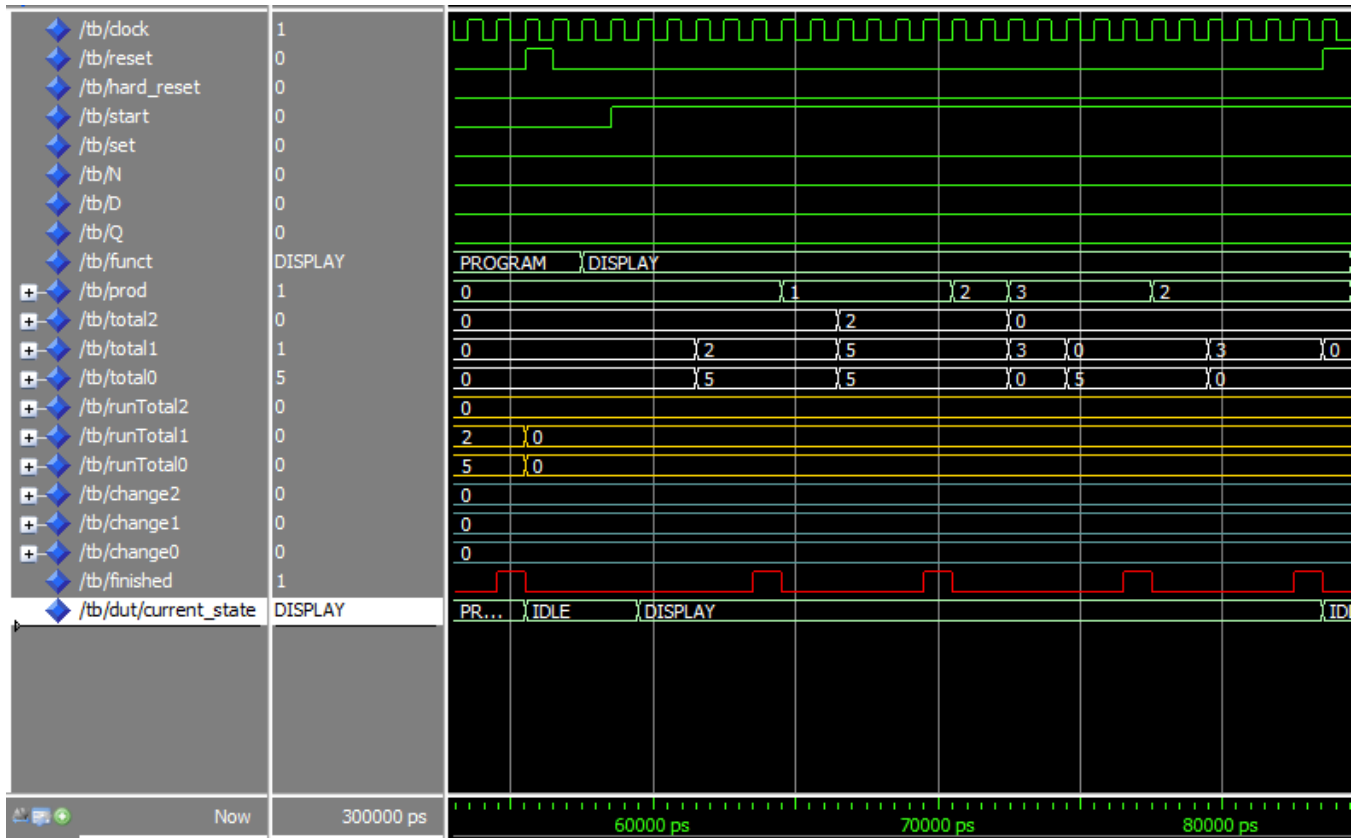 /tb/clock 1
/tb/reset 0
/tb/hard_reset 0
/tb/start 0
/tb/set 0
/tb/N 0
/tb/D 0
/tb/Q 0
/tb/funct DISPLAY PROGRAM DISPLAY
/tb/prod 1 0 1 2 3 2
/tb/total2 0 0 2 0
/tb/total1 1 0 2 5 3 0 3 0
/tb/total0 5 0 5 5 0 5 0
/tb/runTotal2 0 0
/tb/runTotal1 0 2 0
/tb/runTotal0 0 5 0
/tb/change2 0 0
/tb/change1 0 0
/tb/change0 0 0
/tb/finished 1
/tb/dut/current_state DISPLAY PR... IDLE DISPLAY IDI
Now 300000 ps 60000 ps 70000 ps 80000 ps